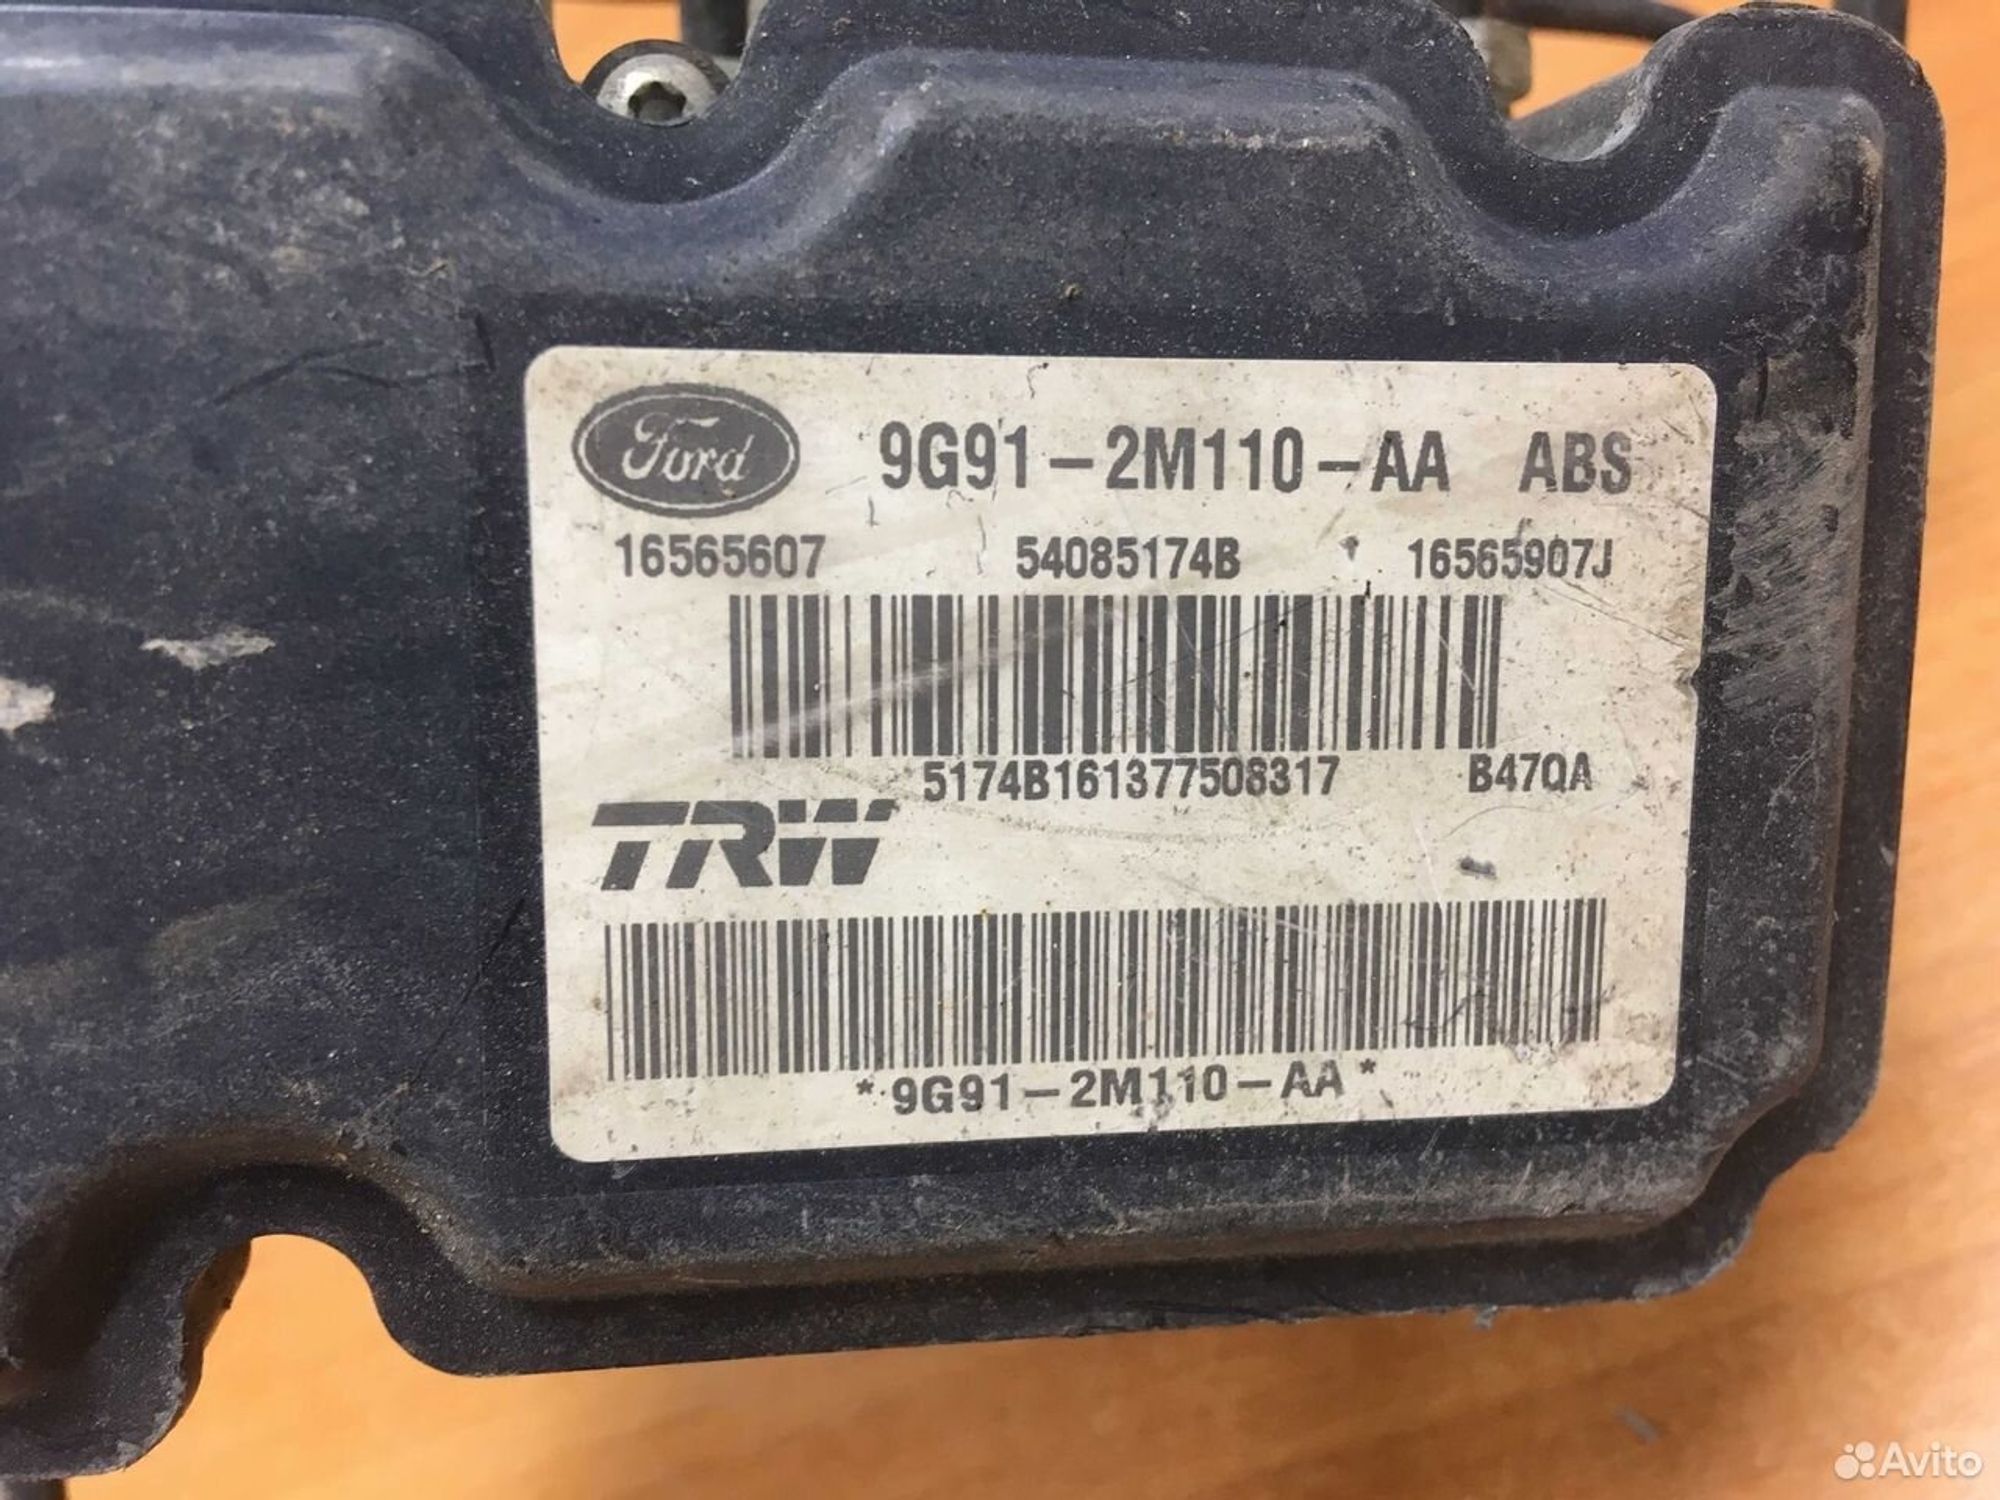 Ford 9G91-2M110-AA ABS
16565607 54085174B 16565907J
5174B161377508317 B47QA
TRW
*9G91-2M110-AA*
Avito